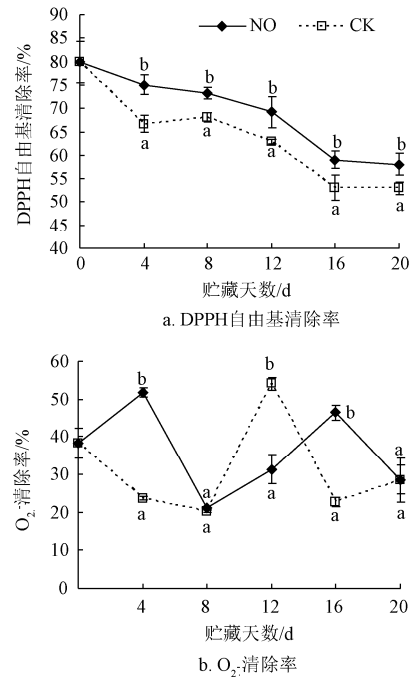 NO CK
DPPH自由基清除率/%
90
85
80
75
70
65
60
55
50
45
40
b b b b b
a a a a a
0 4 8 12 16 20
贮藏天数/d
a. DPPH自由基清除率
O₂⁻·清除率/%
60
50
40
30
20
10
0
b a b b a
a a a a a
4 8 12 16 20
贮藏天数/d
b. O₂⁻·清除率